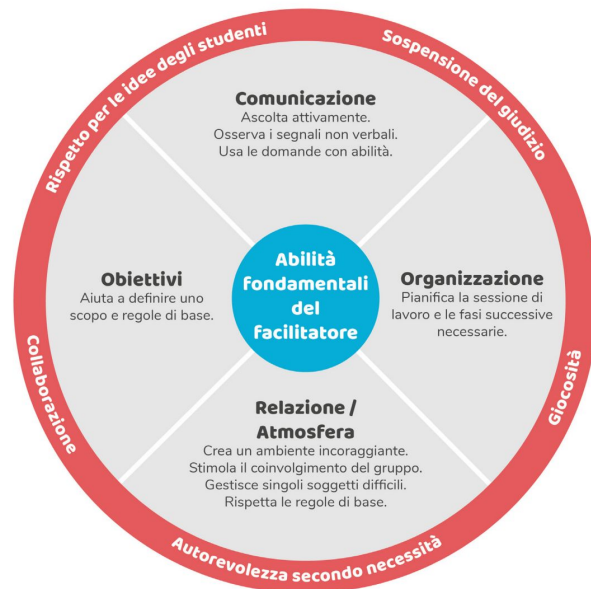 Rispetto per le idee degli studenti
Sospensione del giudizio
Comunicazione
Ascolta attivamente.
Osserva i segnali non verbali.
Usa le domande con abilità.
Obiettivi
Aiuta a definire uno
scopo e regole di base.
Abilità
fondamentali
del
facilitatore
Organizzazione
Pianifica la sessione di
lavoro e le fasi successive
necessarie.
Relazione /
Atmosfera
Crea un ambiente incoraggiante.
Stimola il coinvolgimento del gruppo.
Gestisce singoli soggetti difficili.
Rispetta le regole di base.
Collaborazione
Giocosità
Autorevolezza secondo necessità